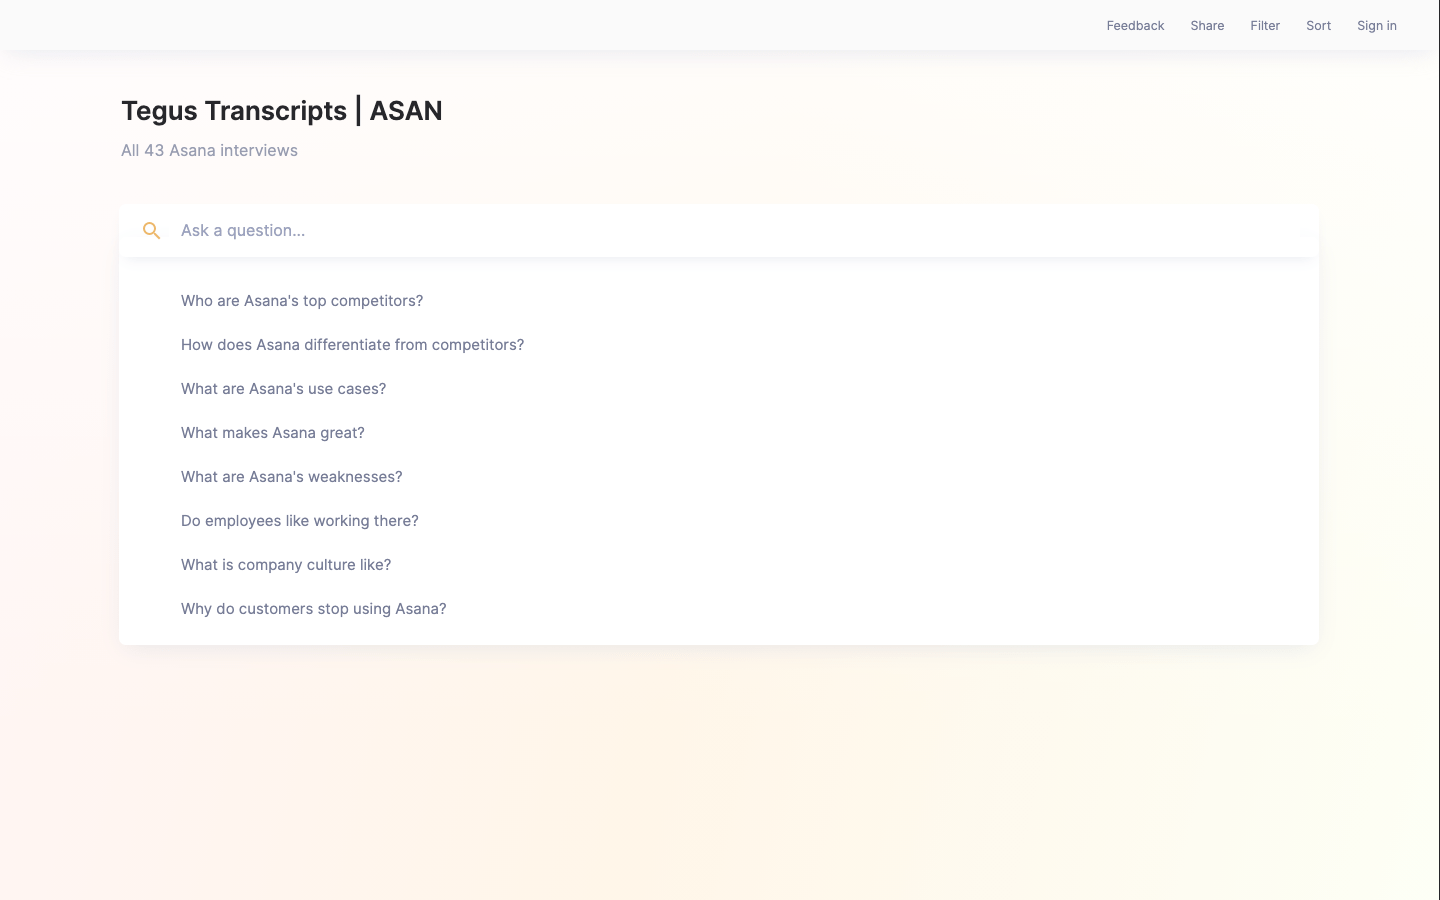 Feedback Share Filter Sort Sign in
Tegus Transcripts | ASAN
All 43 Asana interviews
Ask a question...
Who are Asana's top competitors?
How does Asana differentiate from competitors?
What are Asana's use cases?
What makes Asana great?
What are Asana's weaknesses?
Do employees like working there?
What is company culture like?
Why do customers stop using Asana?